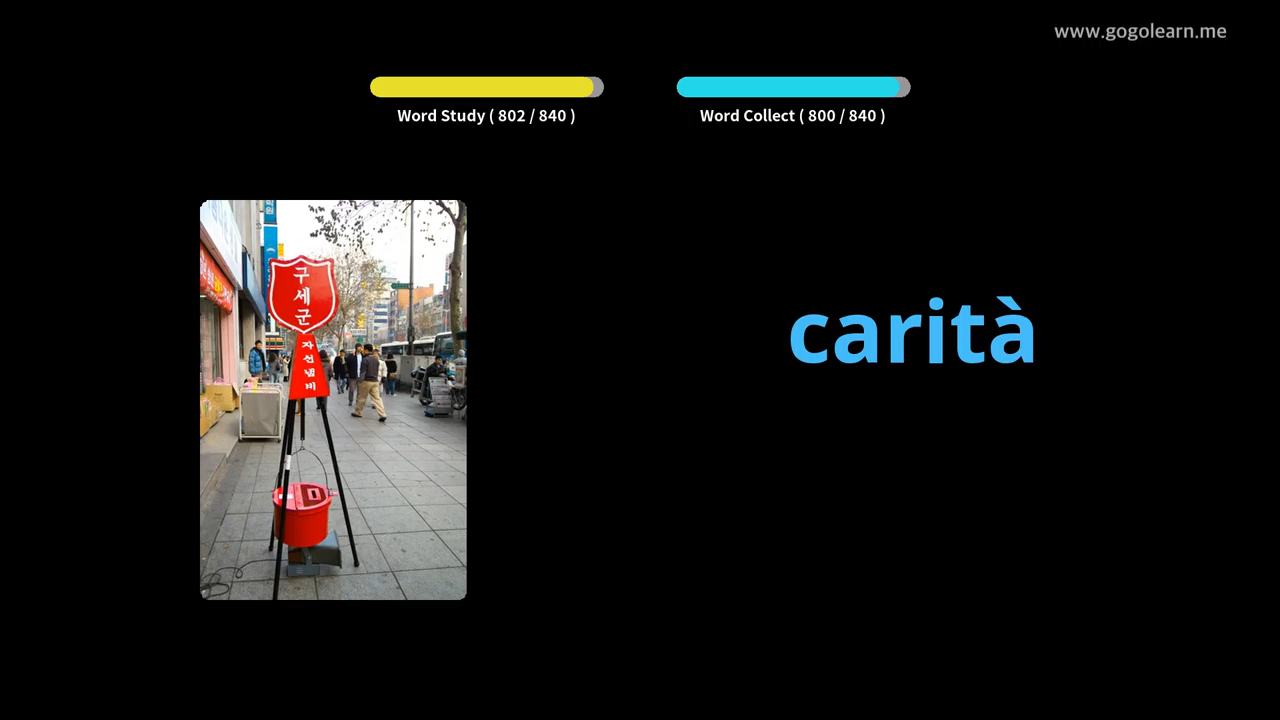 www.gogolearn.me
Word Study ( 802 / 840 )
Word Collect ( 800 / 840 )
구세군
자선냄비
carità